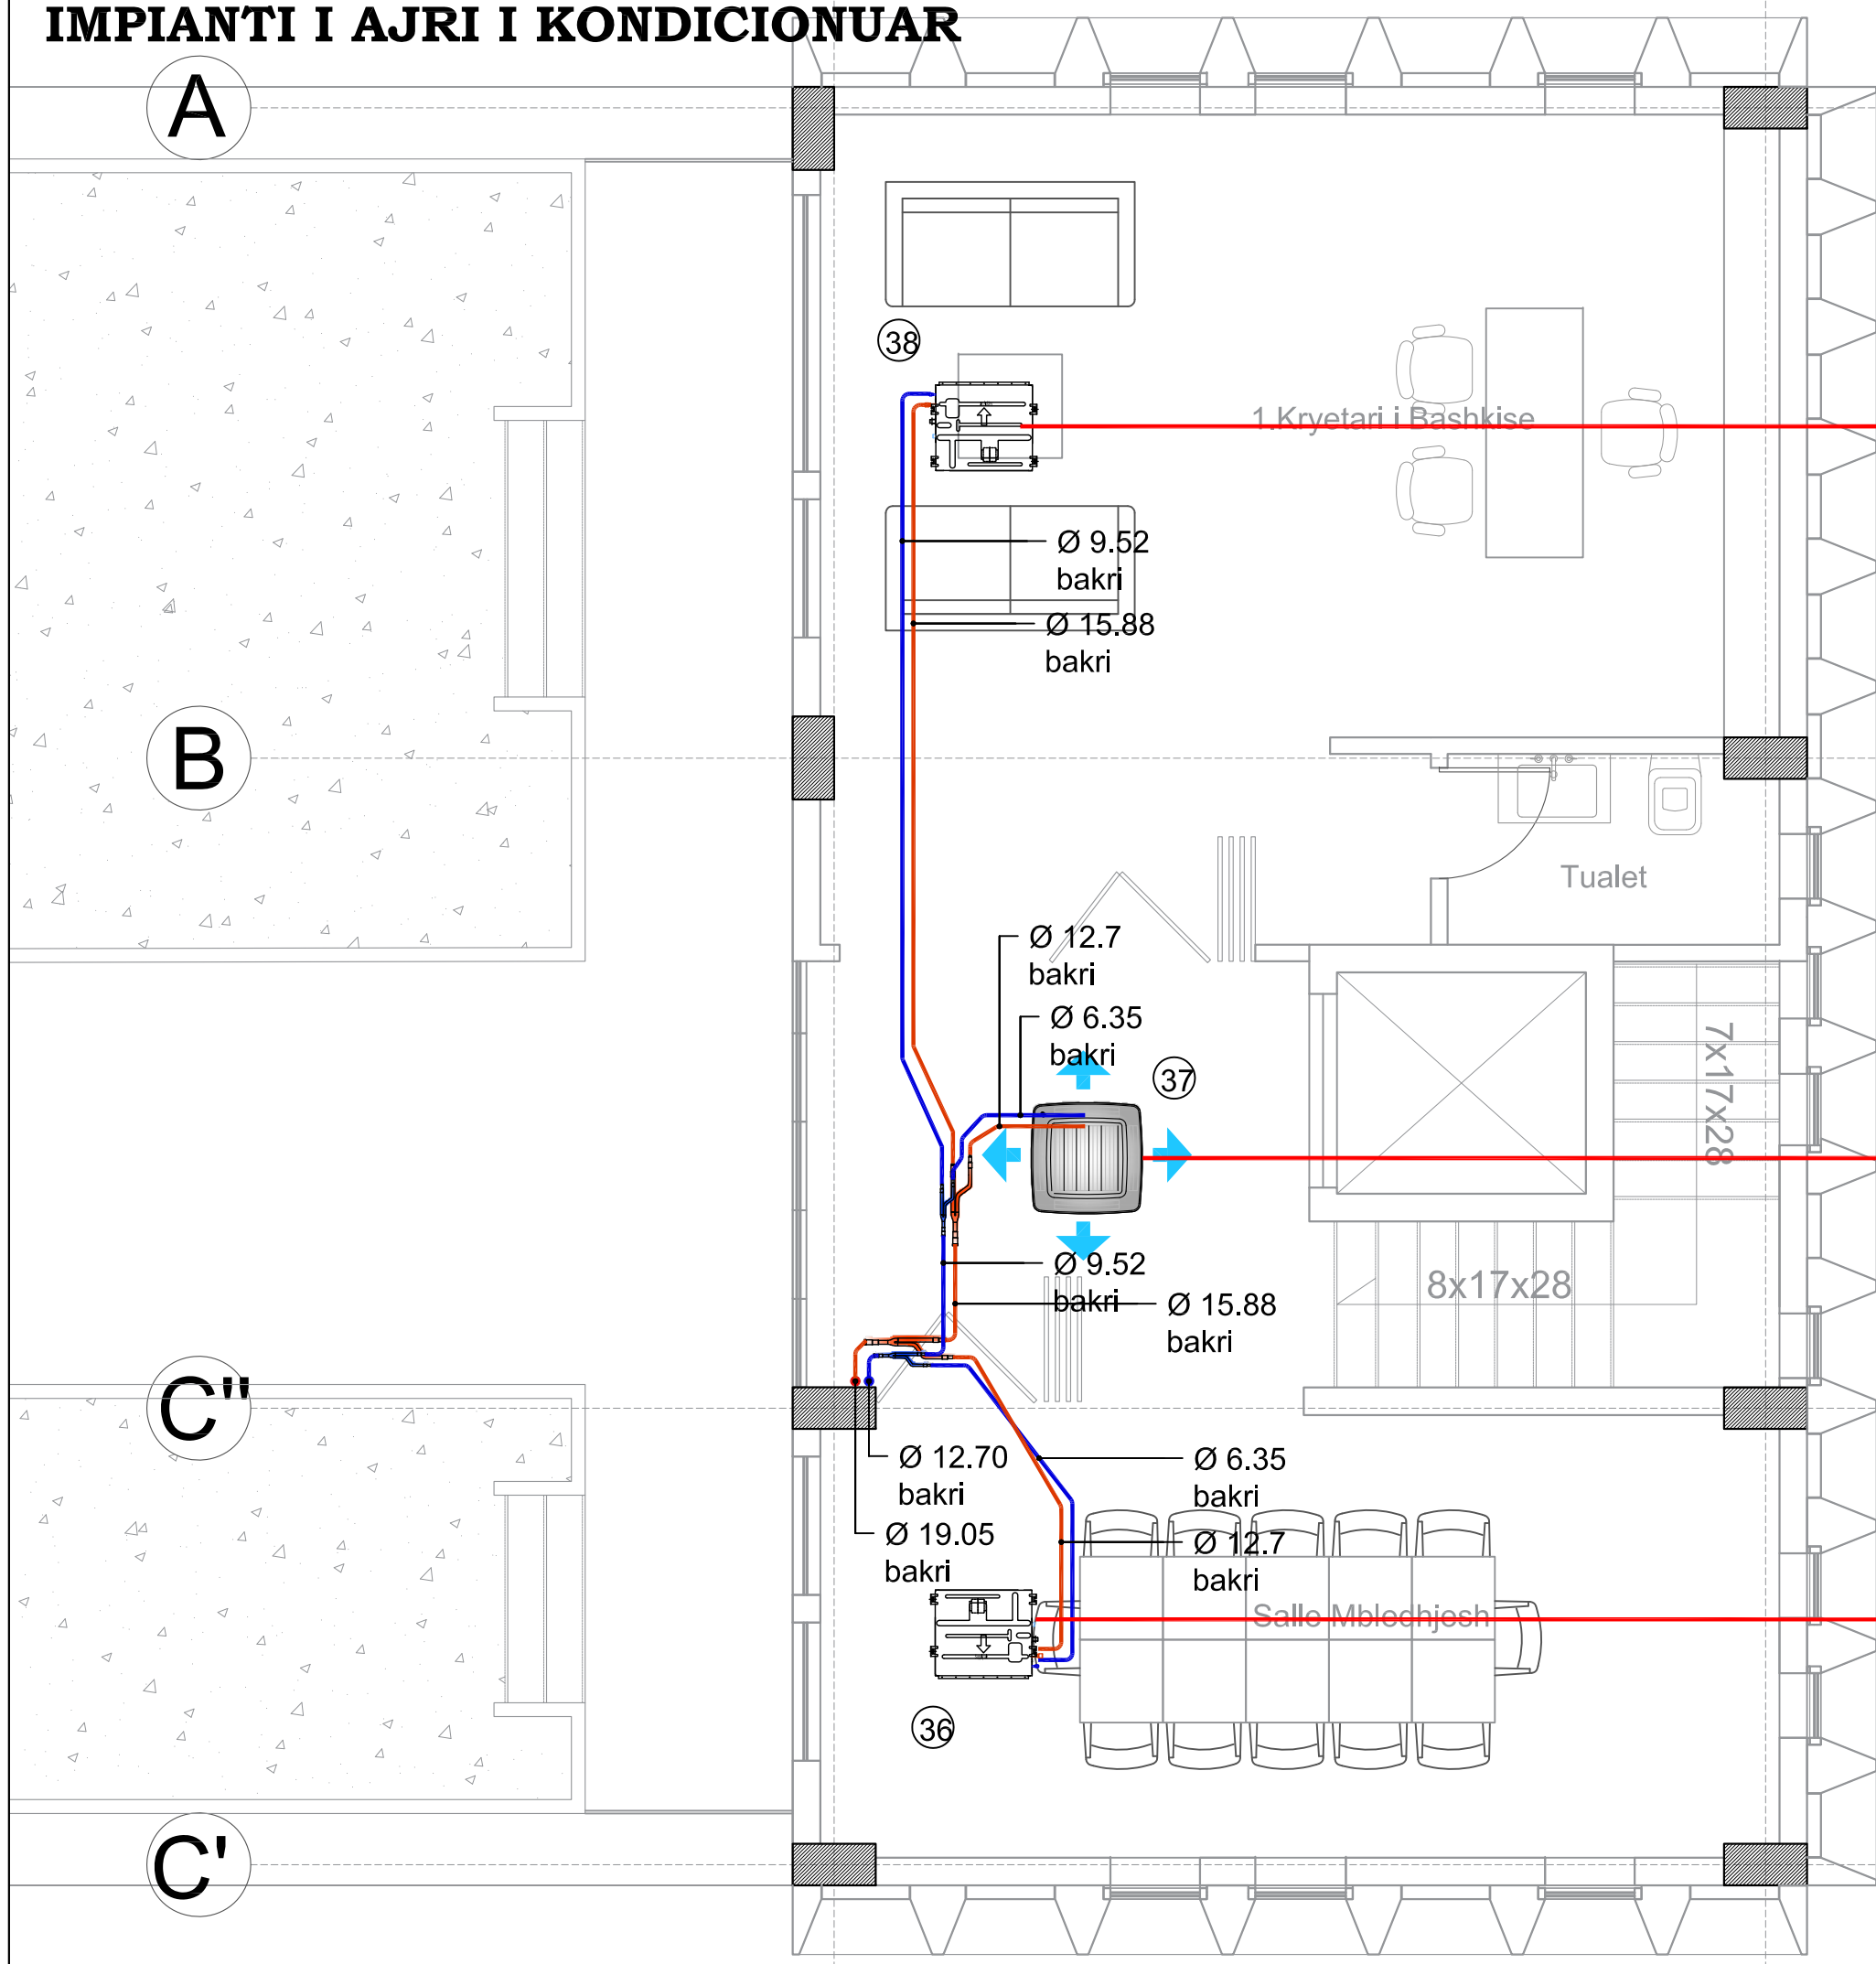 IMPIANTI I AJRI I KONDICIONUAR
A
38
1.Kryetari i Bashkise
Ø 9.52
bakri
Ø 15.88
bakri
B
Tualet
Ø 12.7
bakri
Ø 6.35
bakri
37
7x17x28
Ø 9.52
bakri
8x17x28
Ø 15.88
bakri
C"
Ø 12.70
bakri
Ø 6.35
bakri
Ø 19.05
bakri
Ø 12.7
bakri
Salle Mbledhjesh
36
C'